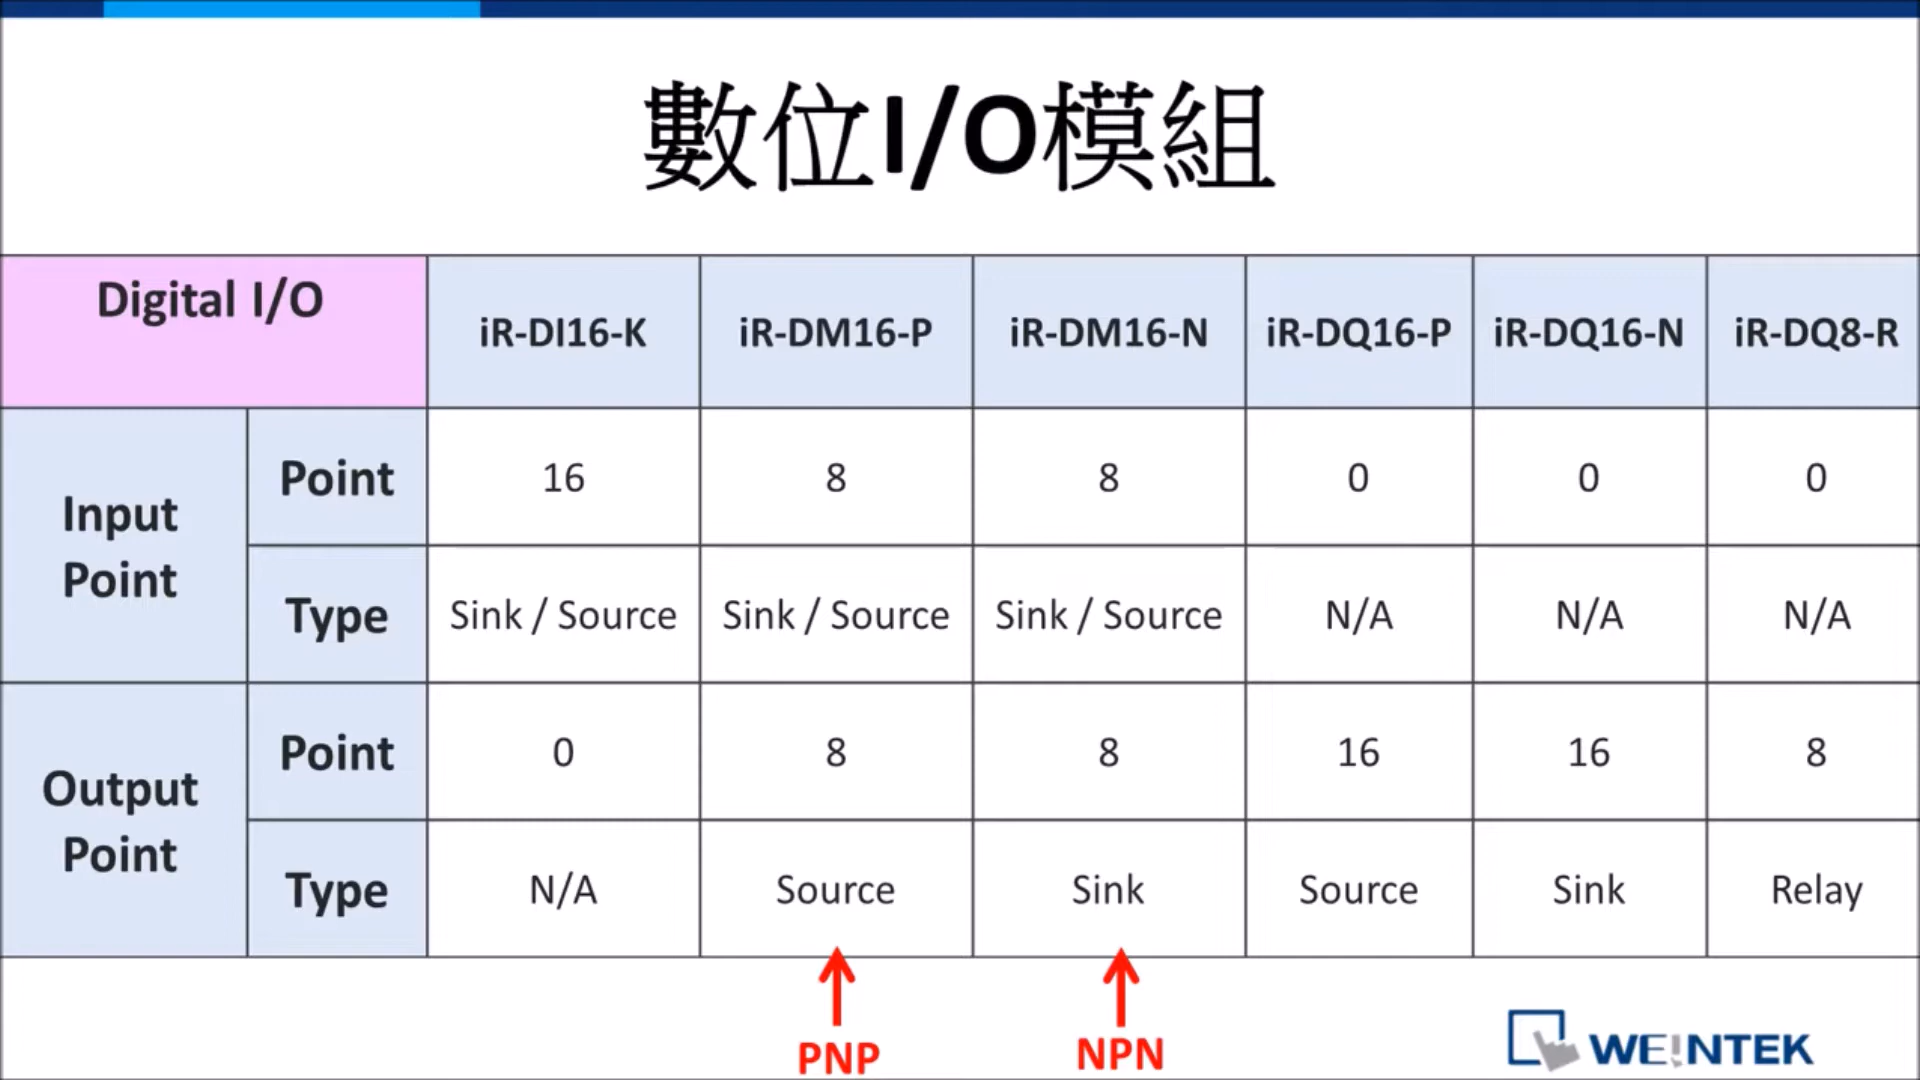 數位I/O模組
Digital I/O
iR-DI16-K
iR-DM16-P
iR-DM16-N
iR-DQ16-P
iR-DQ16-N
iR-DQ8-R
Input
Point
Point
16
8
8
0
0
0
Type
Sink / Source
Sink / Source
Sink / Source
N/A
N/A
N/A
Output
Point
Point
0
8
8
16
16
8
Type
N/A
Source
Sink
Source
Sink
Relay
PNP
NPN
WEINTEK